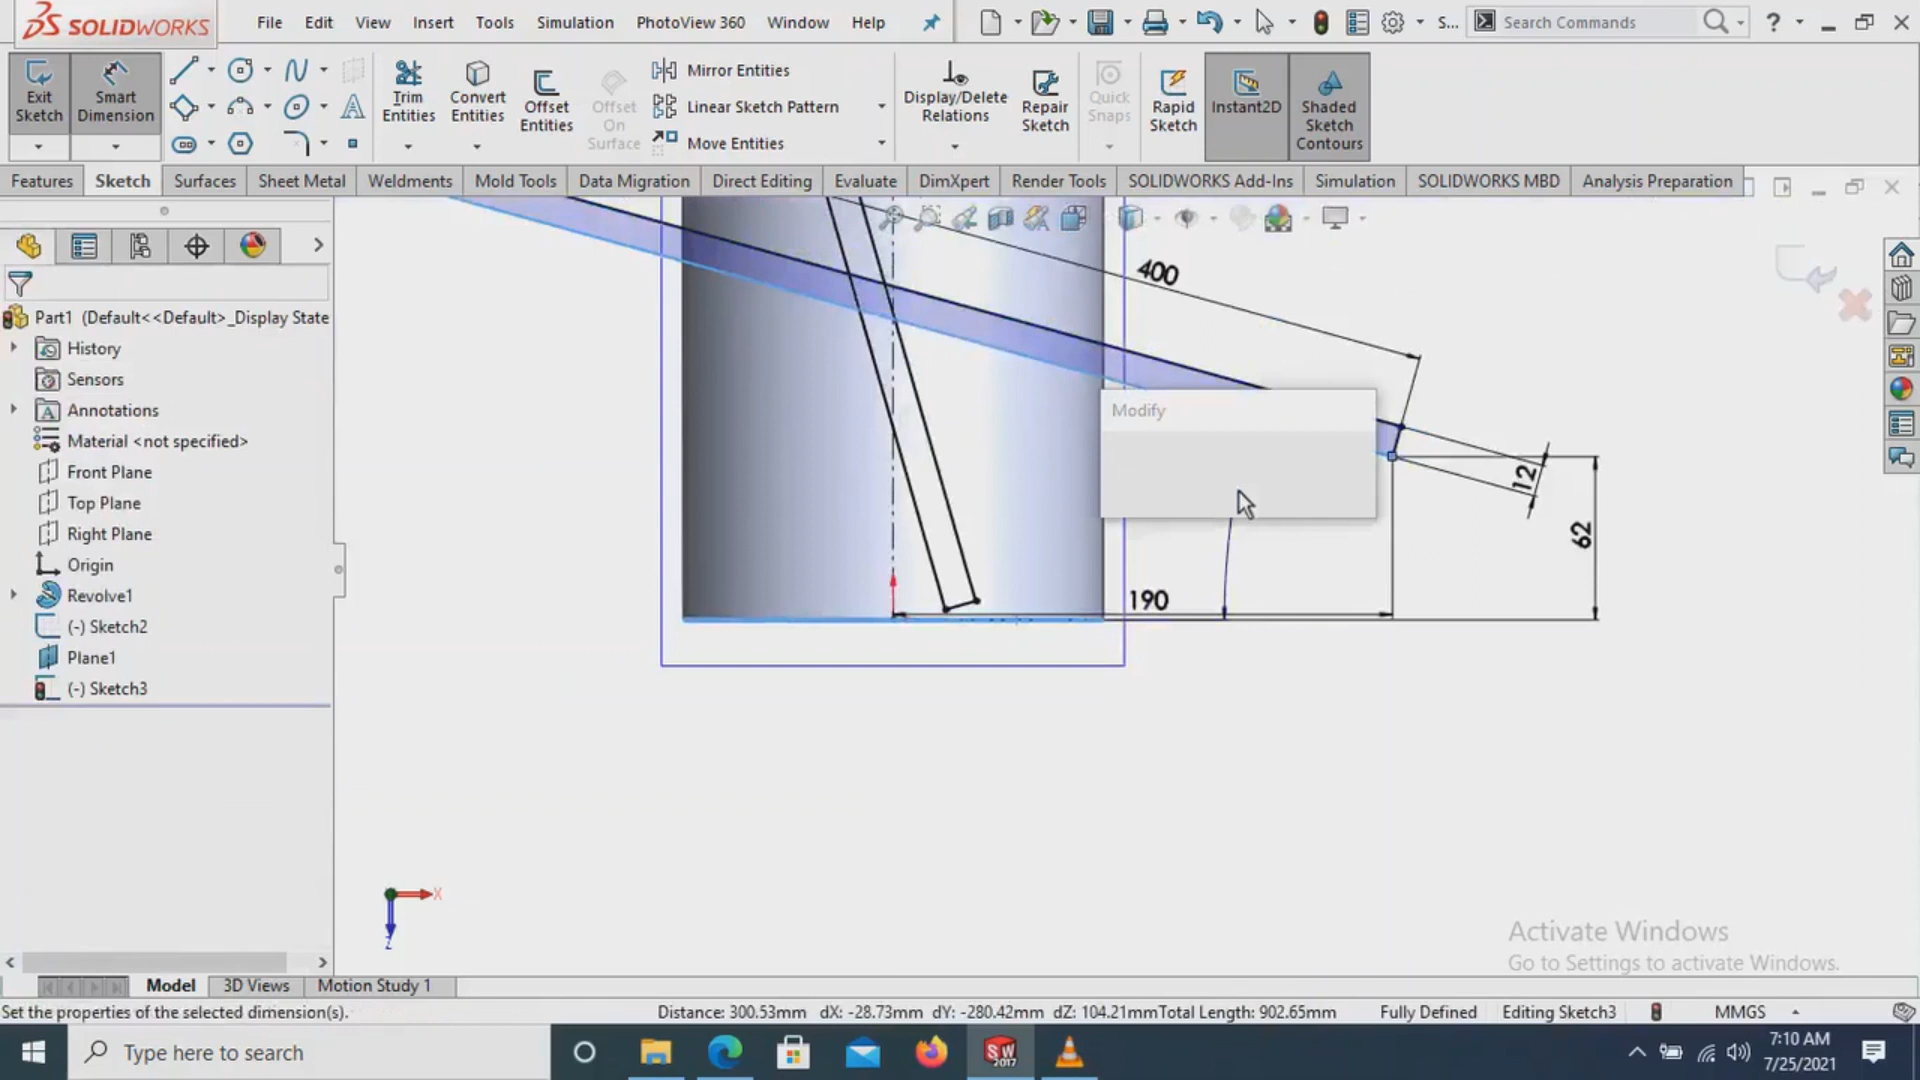 SOLIDWORKS
File Edit View Insert Tools Simulation PhotoView 360 Window Help
S...
Search Commands
Exit Sketch
Smart Dimension
Trim Entities
Convert Entities
Offset Entities
Offset On Surface
Mirror Entities
Linear Sketch Pattern
Move Entities
Display/Delete Relations
Repair Sketch
Quick Snaps
Rapid Sketch
Instant2D
Shaded Sketch Contours
Features Sketch Surfaces Sheet Metal Weldments Mold Tools Data Migration Direct Editing Evaluate DimXpert Render Tools SOLIDWORKS Add-Ins Simulation SOLIDWORKS MBD Analysis Preparation
Part1 (Default<<Default>_Display State
History
Sensors
Annotations
Material <not specified>
Front Plane
Top Plane
Right Plane
Origin
Revolve1
(-) Sketch2
Plane1
(-) Sketch3
400
Modify
12
62
190
X
Z
Activate Windows
Go to Settings to activate Windows.
Model 3D Views Motion Study 1
Set the properties of the selected dimension(s).
Distance: 300.53mm dX: -28.73mm dY: -280.42mm dZ: 104.21mmTotal Length: 902.65mm
Fully Defined
Editing Sketch3
MMGS
Type here to search
SW
2017
7:10 AM
7/25/2021